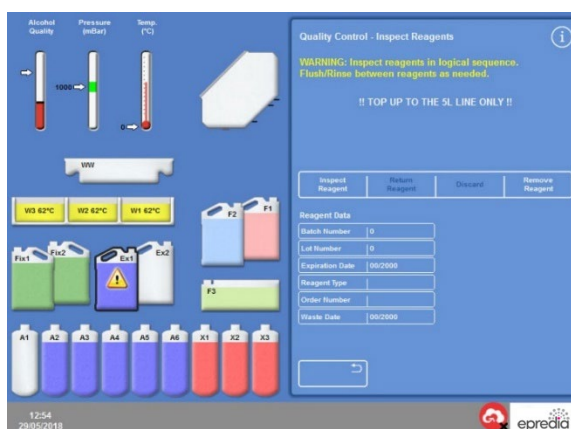 Alcohol Quality
Pressure (mBar)
Temp. (°C)
1000
0
WW
W3 62°C
W2 62°C
W1 62°C
F2
F1
Fix1
Fix2
Ex1
Ex2
F3
A1
A2
A3
A4
A5
A6
X1
X2
X3
12:54
29/05/2018
Quality Control - Inspect Reagents
i
WARNING: Inspect reagents in logical sequence.
Flush/Rinse between reagents as needed.
!! TOP UP TO THE 5L LINE ONLY !!
Inspect Reagent
Return Reagent
Discard
Remove Reagent
Reagent Data
Batch Number 0
Lot Number 0
Expiration Date 00/2000
Reagent Type
Order Number
Waste Date 00/2000
epredia